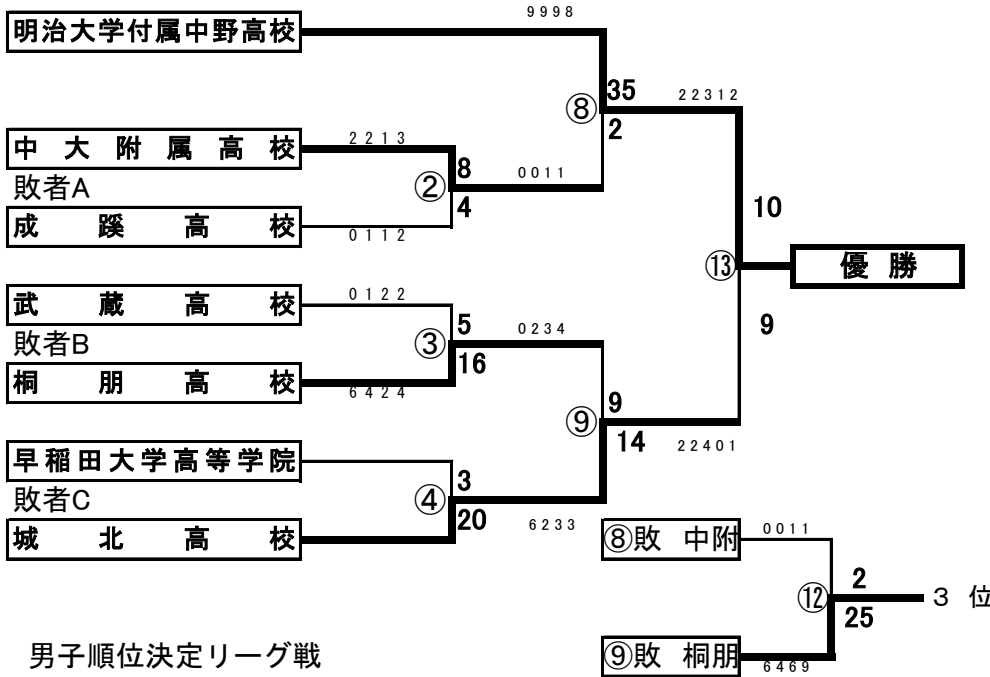 9998
明治大学付属中野高校
35
22312
⑧
2
2213
中大附属高校
8
0011
敗者A
②
4
10
成蹊高校
0112
⑬
優勝
武蔵高校
0122
5
0234
9
敗者B
③
16
桐朋高校
6424
9
⑨
14
22401
早稲田大学高等学院
3
敗者C
④
20
6233
城北高校
⑧敗 中附
0011
2
⑫
3 位
25
男子順位決定リーグ戦
⑨敗 桐朋
6469